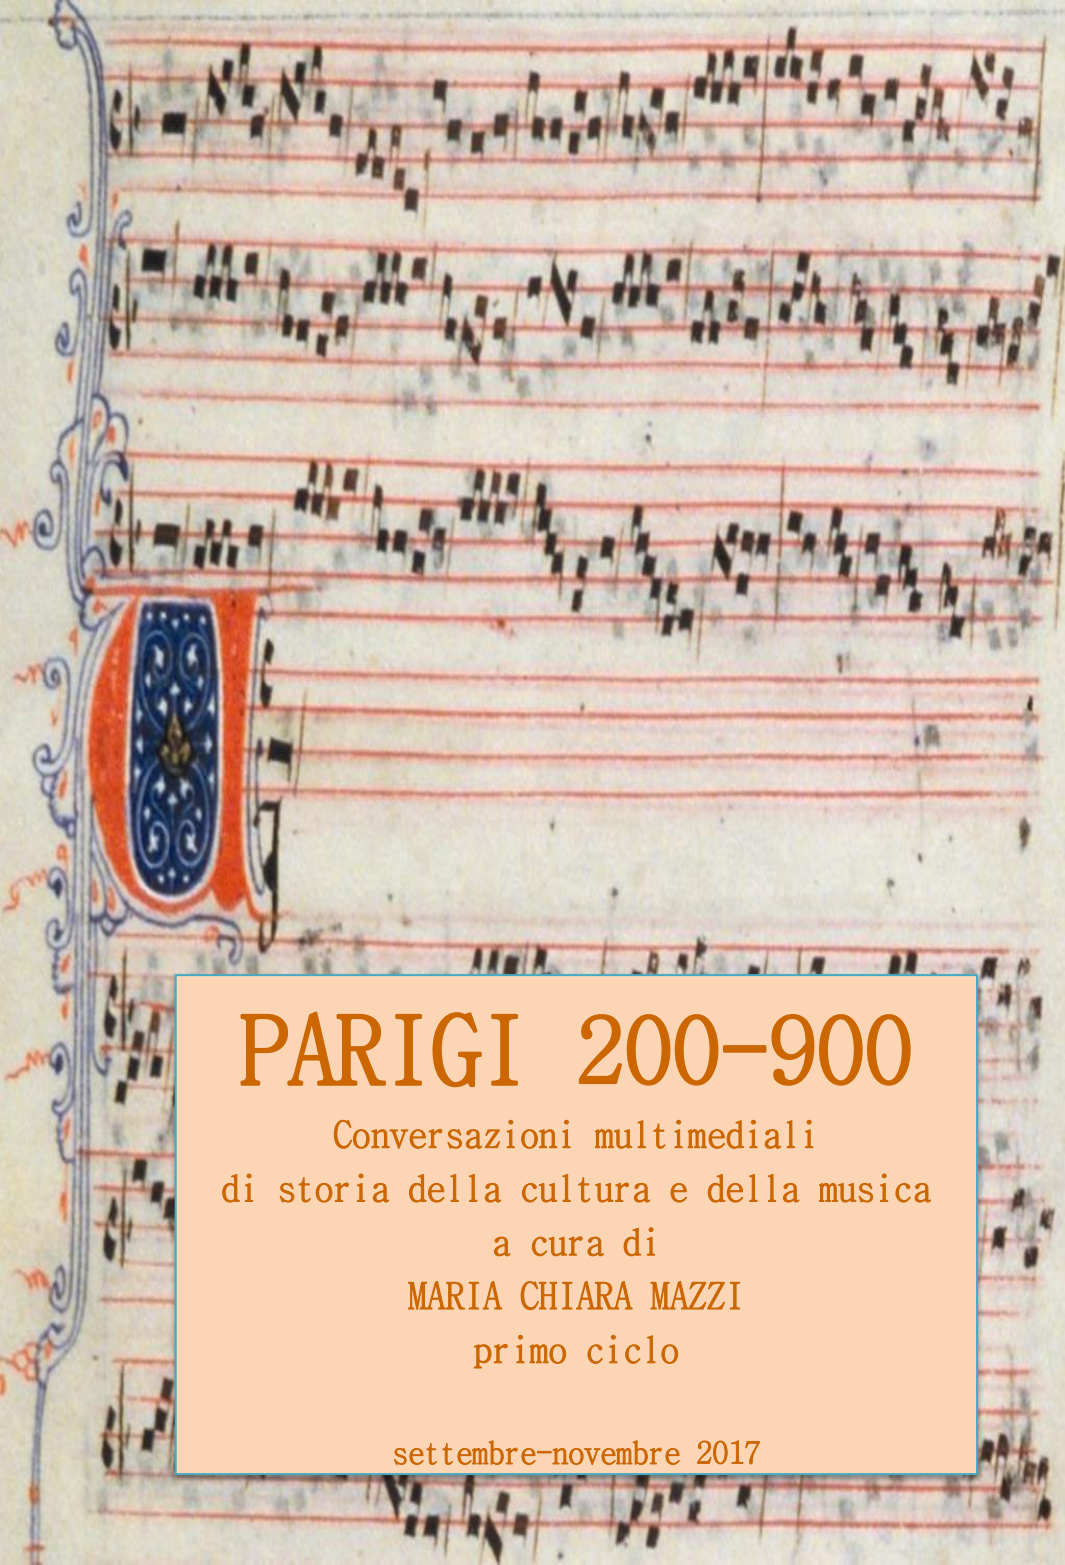 PARIGI 200-900
Conversazioni multimediali
di storia della cultura e della musica
a cura di
MARIA CHIARA MAZZI
primo ciclo
settembre-novembre 2017